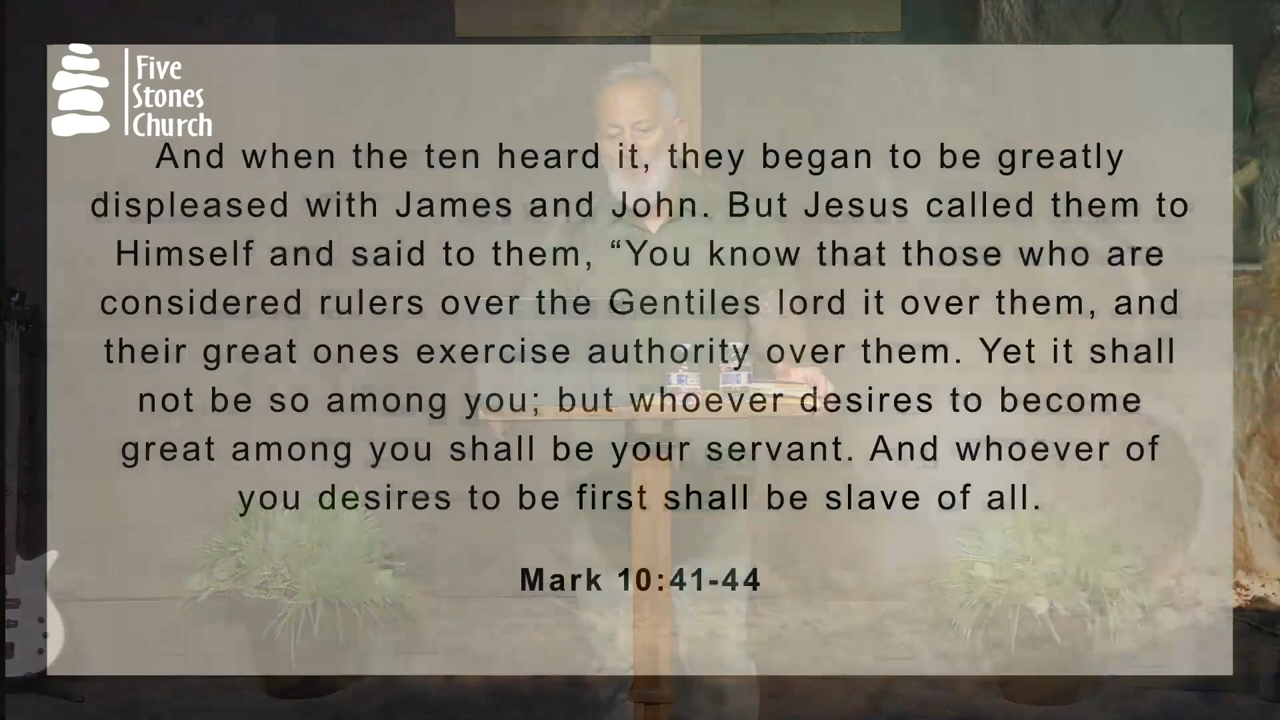 Five
Stones
Church
And when the ten heard it, they began to be greatly
displeased with James and John. But Jesus called them to
Himself and said to them, “You know that those who are
considered rulers over the Gentiles lord it over them, and
their great ones exercise authority over them. Yet it shall
not be so among you; but whoever desires to become
great among you shall be your servant. And whoever of
you desires to be first shall be slave of all.
Mark 10:41-44